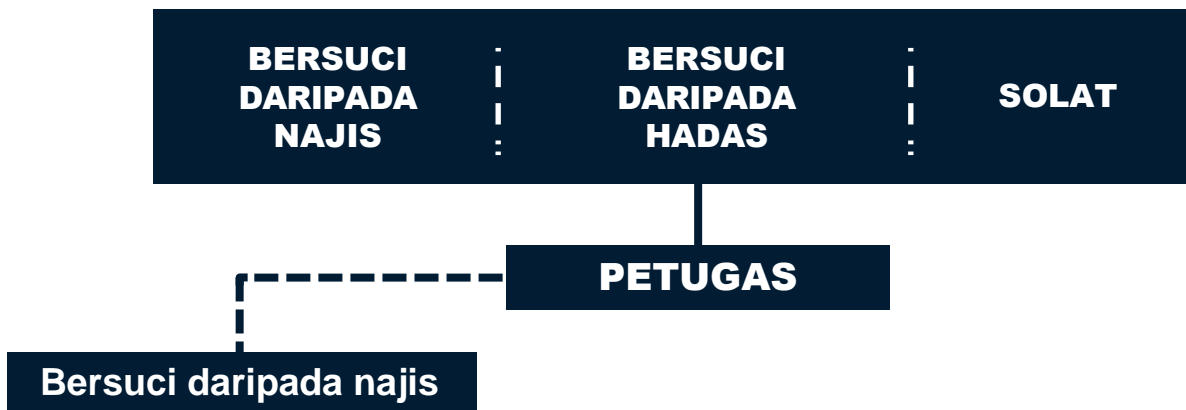 BERSUCI
DARIPADA
NAJIS
BERSUCI
DARIPADA
HADAS
SOLAT
PETUGAS
Bersuci daripada najis